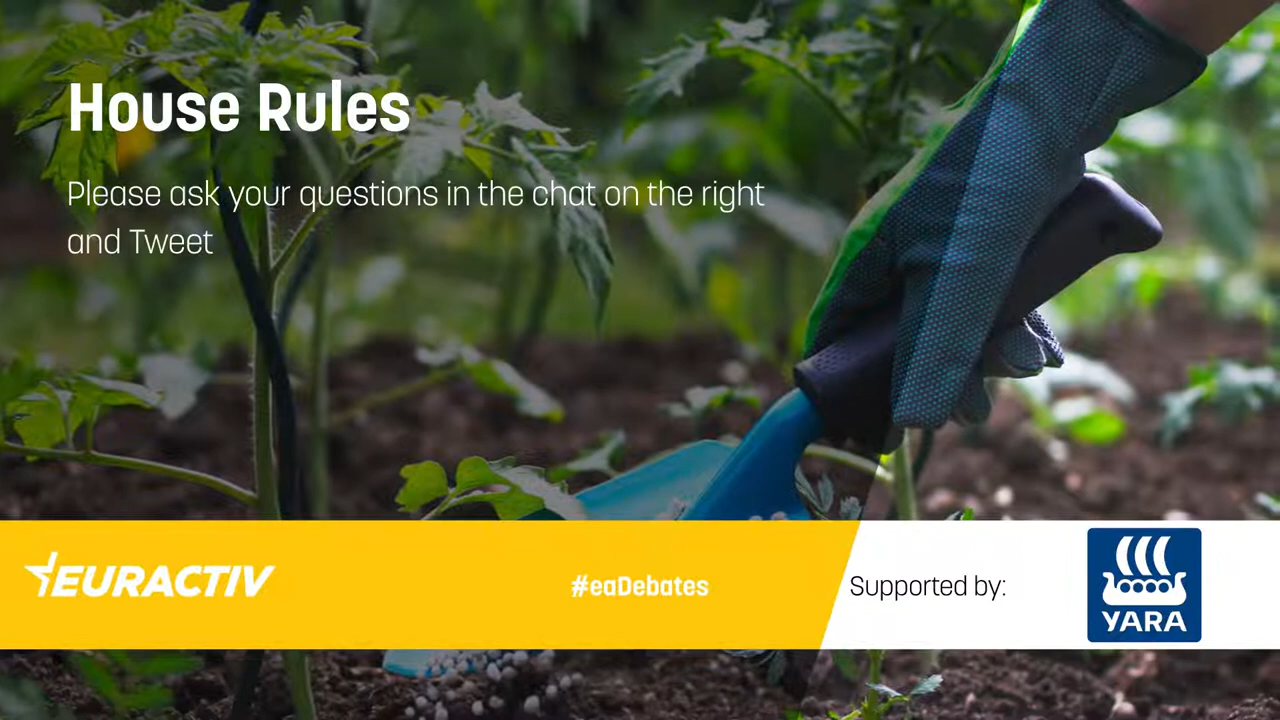 House Rules
Please ask your questions in the chat on the right
and Tweet
EURACTIV
#eaDebates
Supported by:
YARA